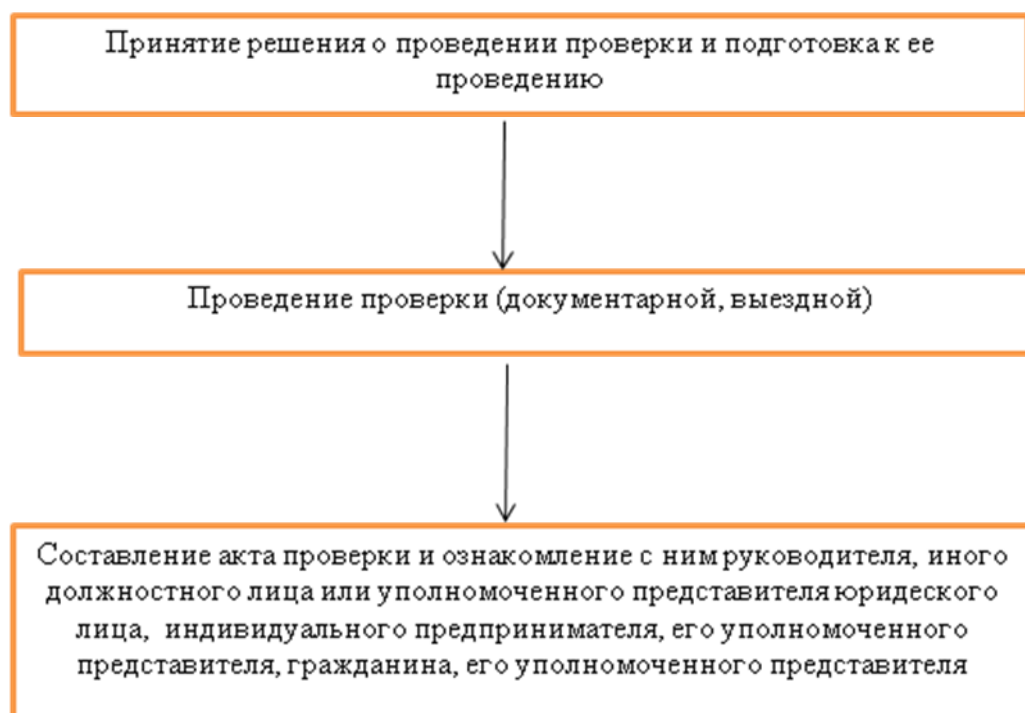 Принятие решения о проведении проверки и подготовка к ее
проведению
Проведение проверки (документарной, выездной)
Составление акта проверки и ознакомление с ним руководителя, иного
должностного лица или уполномоченного представителя юридеского
лица, индивидуального предпринимателя, его уполномоченного
представителя, гражданина, его уполномоченного представителя